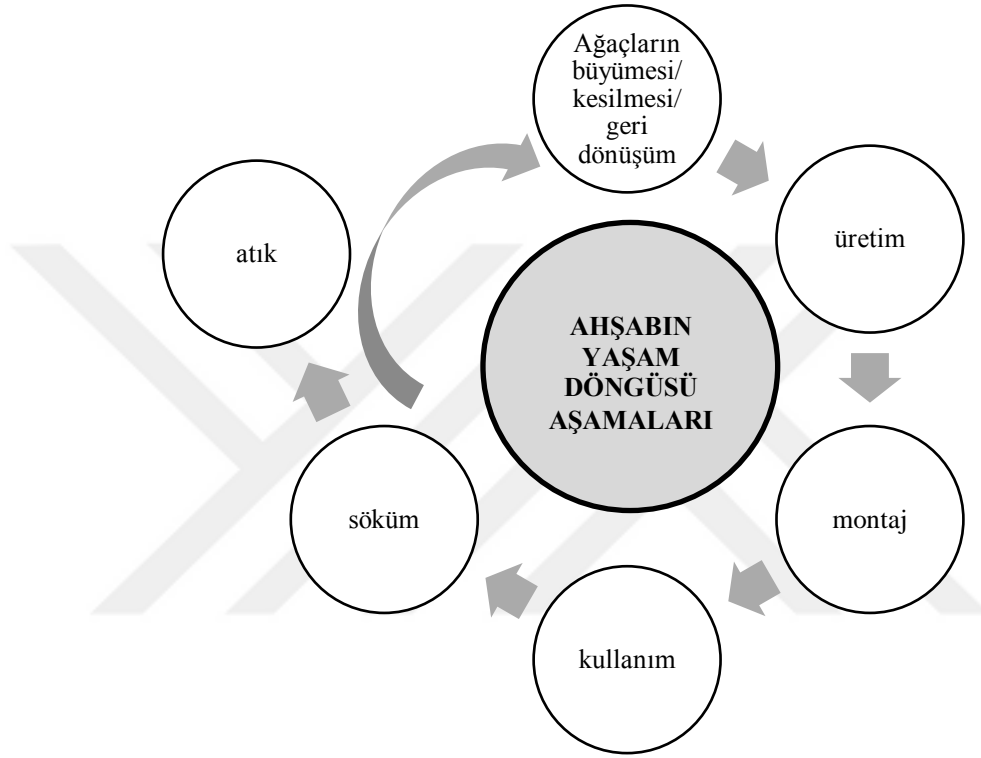 Ağaçların
büyümesi/
kesilmesi/
geri
dönüşüm
üretim
montaj
kullanım
söküm
atık
AHŞABIN
YAŞAM
DÖNGÜSÜ
AŞAMALARI